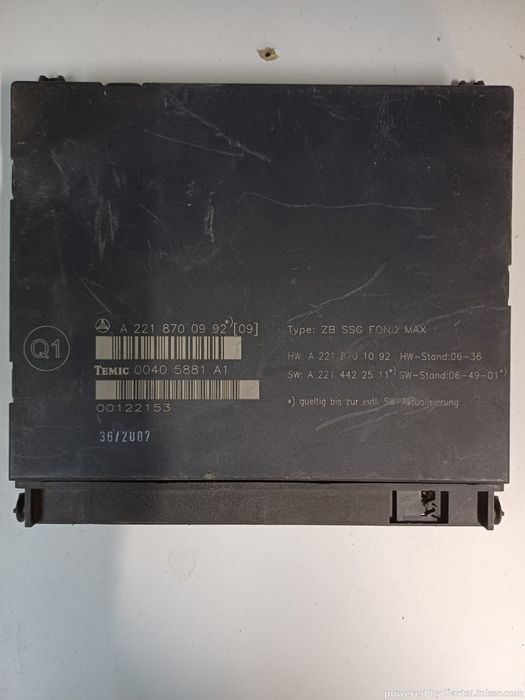 A 221 870 09 92*)[09]
Q1
TEMIC 0040 5881 A1
00122153
36/2007
Type: ZB SSG FOND MAX
HW: A 221 870 10 92 HW-Stand:06-36
SW: A 221 442 25 11*) SW-Stand:06-49-01*)
*) gueltig bis zur evtl. SW-Aktualisierung
powered by PartsLinker.com